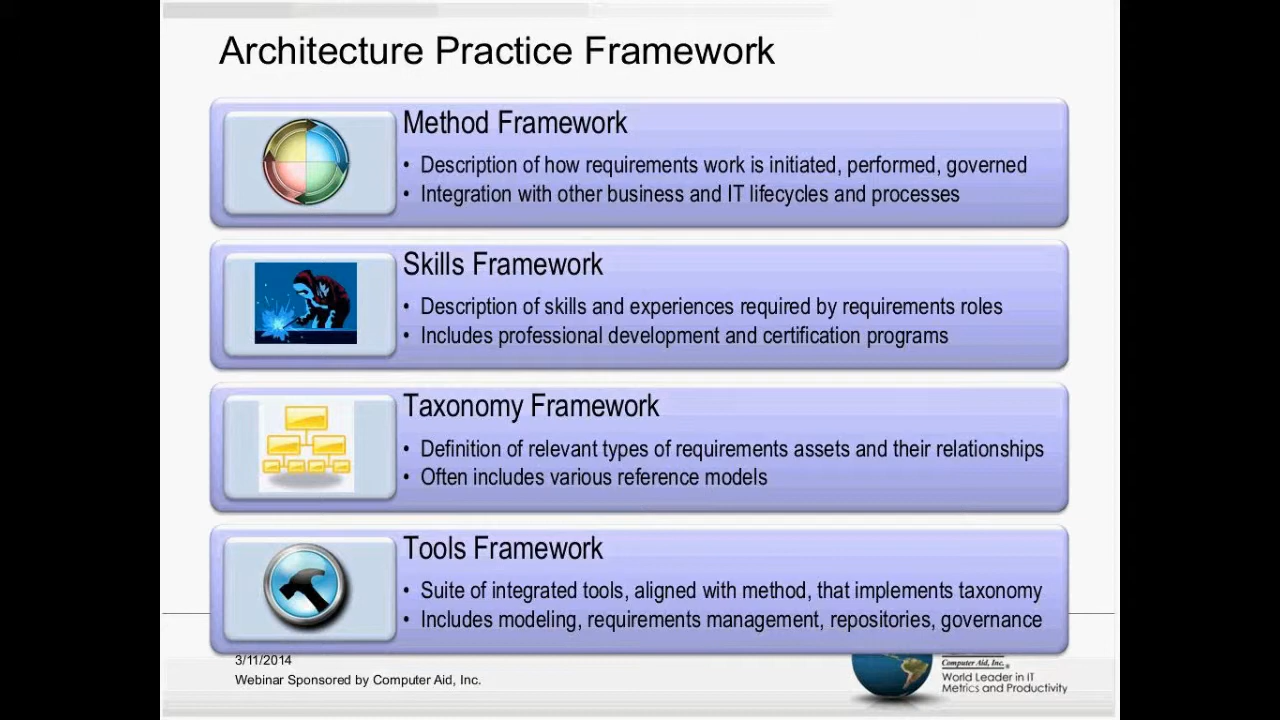 Architecture Practice Framework
Method Framework
• Description of how requirements work is initiated, performed, governed
• Integration with other business and IT lifecycles and processes
Skills Framework
• Description of skills and experiences required by requirements roles
• Includes professional development and certification programs
Taxonomy Framework
• Definition of relevant types of requirements assets and their relationships
• Often includes various reference models
Tools Framework
• Suite of integrated tools, aligned with method, that implements taxonomy
• Includes modeling, requirements management, repositories, governance
3/11/2014
Webinar Sponsored by Computer Aid, Inc.
Computer Aid, Inc.
World Leader in IT
Metrics and Productivity